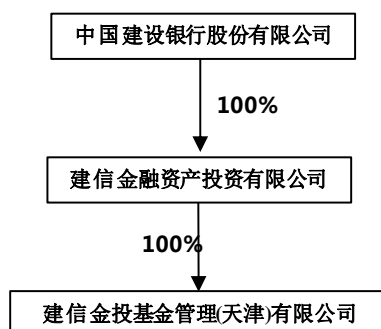 中国建设银行股份有限公司
100%
建信金融资产投资有限公司
100%
建信金投基金管理(天津)有限公司